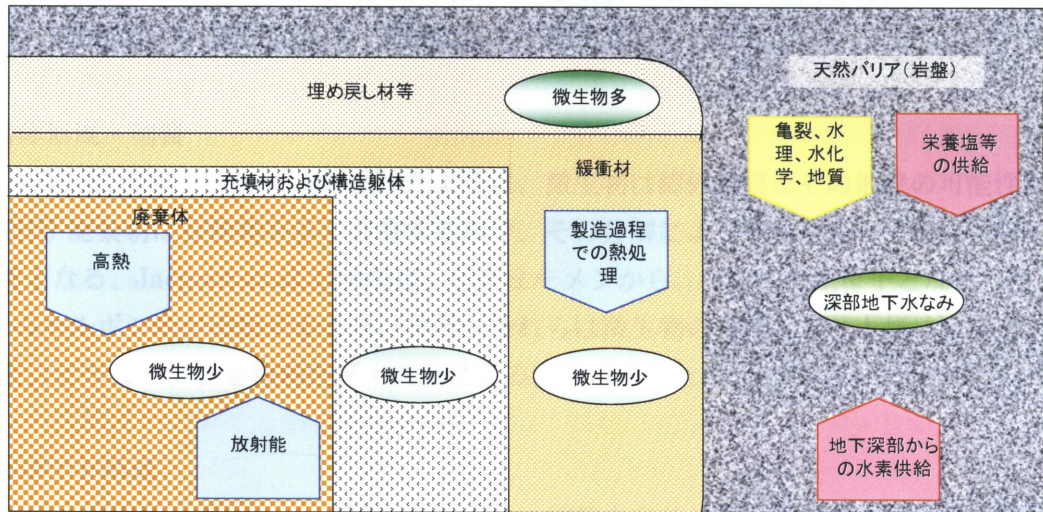 天然バリア(岩盤)
埋め戻し材等
微生物多
亀裂、水
理、水化
学、地質
栄養塩等
の供給
緩衝材
充填材および構造躯体
廃棄体
高熱
製造過程
での熱処
理
深部地下水なみ
微生物少
微生物少
微生物少
放射能
地下深部から
の水素供給